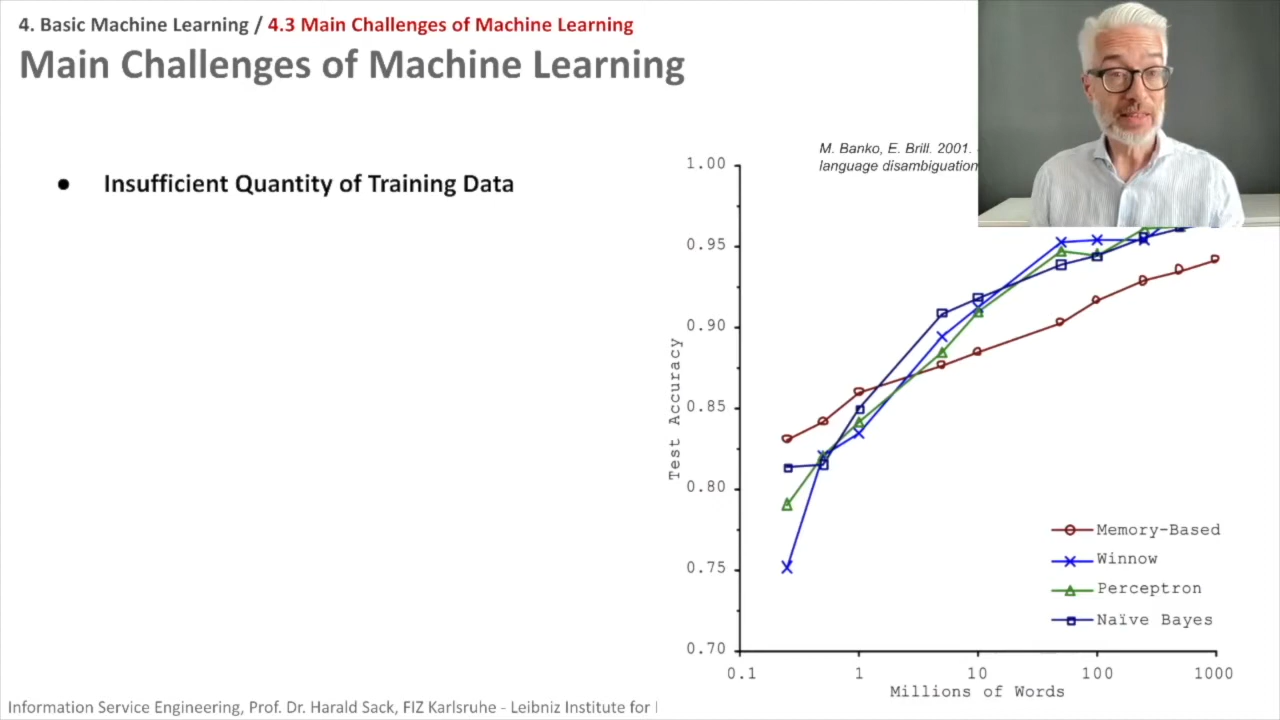 4. Basic Machine Learning / 4.3 Main Challenges of Machine Learning
Main Challenges of Machine Learning
● Insufficient Quantity of Training Data
M. Banko, E. Brill. 2001.
language disambiguation
1.00
0.95
0.90
0.85
0.80
0.75
0.70
Test Accuracy
Memory-Based
Winnow
Perceptron
Naïve Bayes
0.1 1 10 100 1000
Millions of Words
Information Service Engineering, Prof. Dr. Harald Sack, FIZ Karlsruhe - Leibniz Institute for